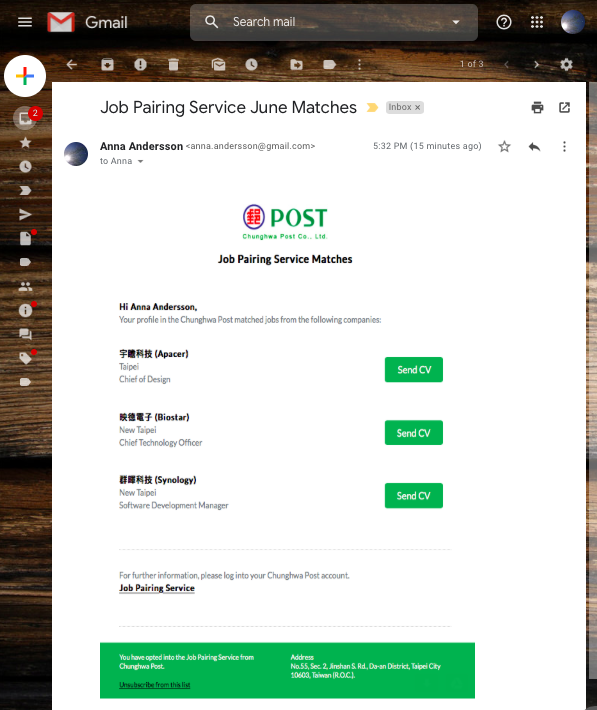 Gmail
Search mail
1 of 3
2
Job Pairing Service June Matches
Inbox x
Anna Andersson <anna.andersson@gmail.com>
5:32 PM (15 minutes ago)
to Anna
郵 POST
Chunghwa Post Co., Ltd.
Job Pairing Service Matches
Hi Anna Andersson,
Your profile in the Chunghwa Post matched jobs from the following companies:
宇瞻科技 (Apacer)
Taipei
Chief of Design
Send CV
映德電子 (Biostar)
New Taipei
Chief Technology Officer
Send CV
群暉科技 (Synology)
New Taipei
Software Development Manager
Send CV
For further information, please log into your Chunghwa Post account.
Job Pairing Service
You have opted into the Job Pairing Service from
Chunghwa Post.
Unsubscribe from this list
Address
No.55, Sec. 2, Jinshan S. Rd., Da-an District, Taipei City
10603, Taiwan (R.O.C.).